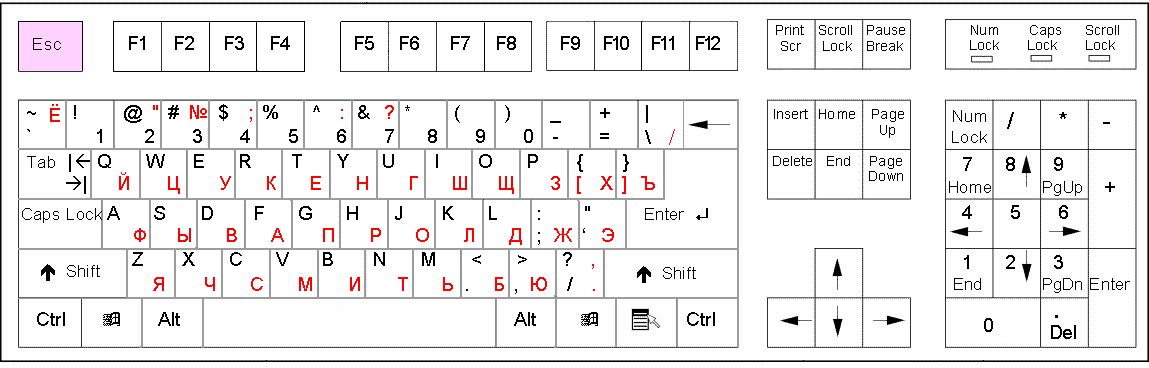 Esc F1 F2 F3 F4 F5 F6 F7 F8 F9 F10 F11 F12 Print Scr Scroll Lock Pause Break Num Lock Caps Lock Scroll Lock
~ Ё ` ! 1 @ " 2 # № 3 $ ; 4 % 5 ^ : 6 & ? 7 * 8 ( 9 ) 0 _ - + = | \ / Insert Home Page Up Num Lock / * -
Tab Q Й W Ц E У R К T Е Y Н U Г I Ш O Щ P З { [ Х } ] Ъ Delete End Page Down 7 Home 8 9 PgUp +
Caps Lock A Ф S Ы D В F А G П H Р J О K Л L Д : ; Ж " ‘ Э Enter 4 5 6
Shift Z Я X Ч C С V М B И N Т M Ь < . Б > , Ю ? , / . Shift 1 End 2 3 PgDn Enter
Ctrl Alt Alt Ctrl 0 . Del